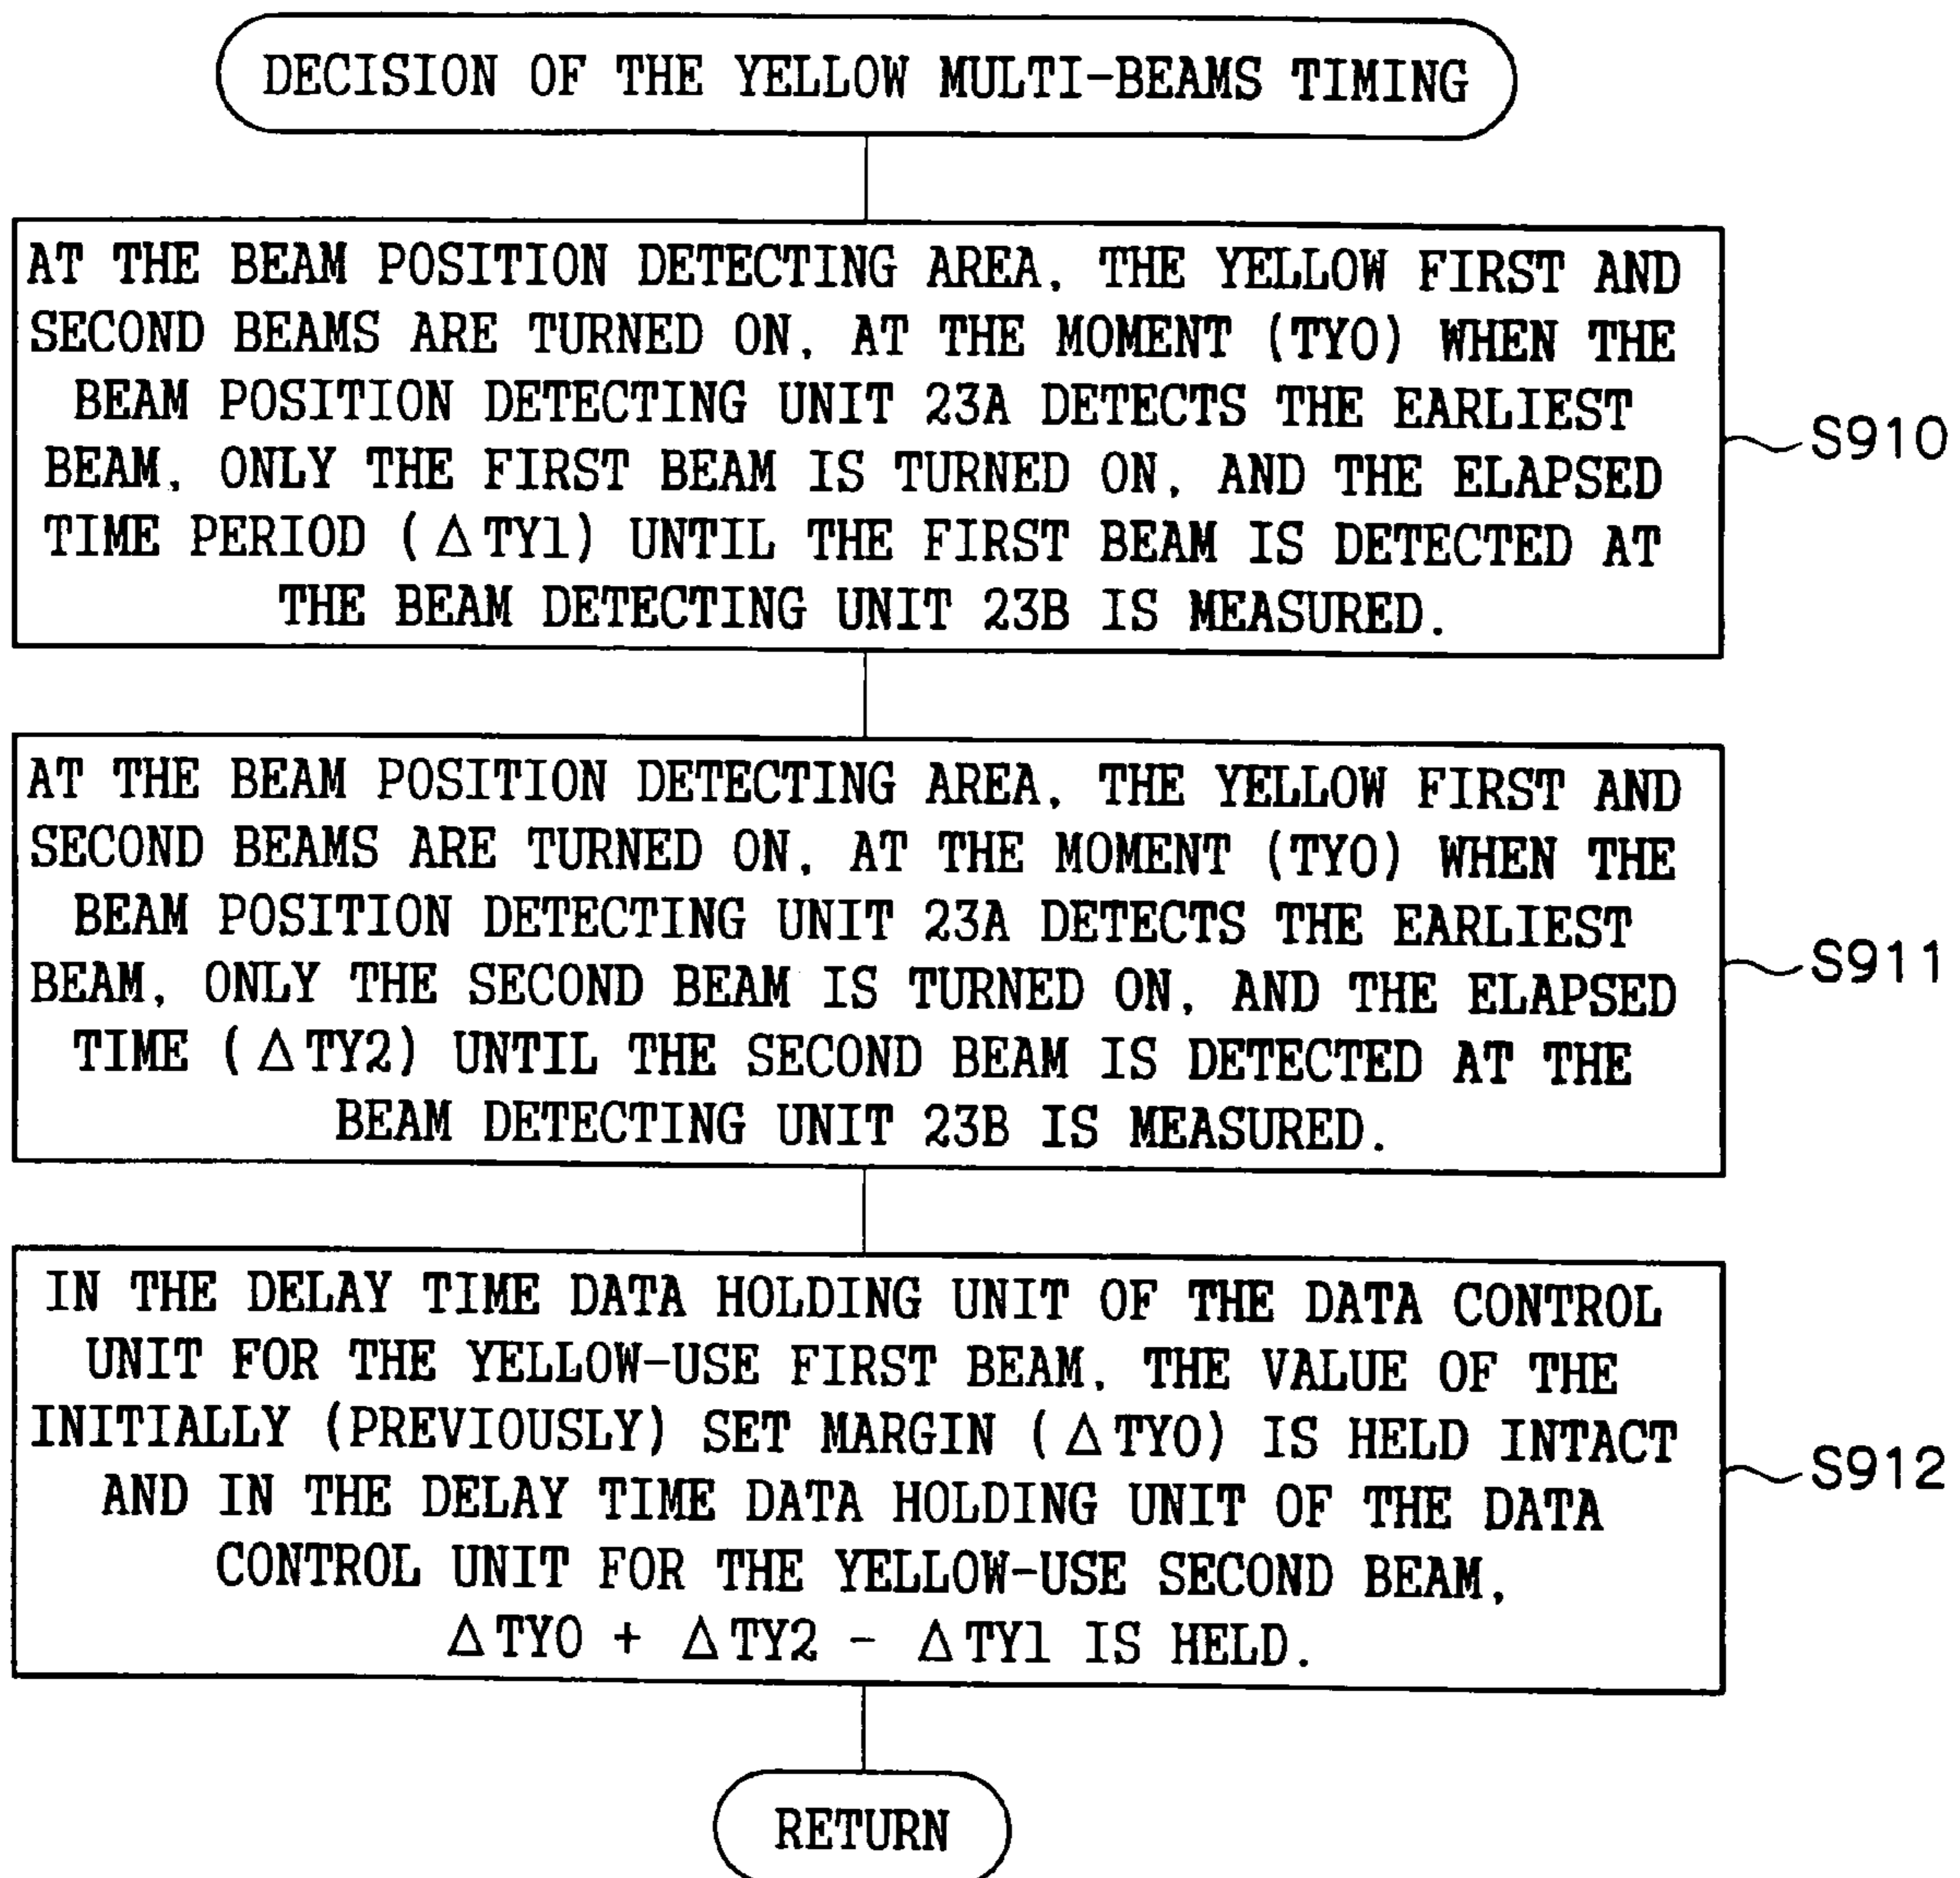 DECISION OF THE YELLOW MULTI-BEAMS TIMING
AT THE BEAM POSITION DETECTING AREA, THE YELLOW FIRST AND
SECOND BEAMS ARE TURNED ON, AT THE MOMENT (TY0) WHEN THE
BEAM POSITION DETECTING UNIT 23A DETECTS THE EARLIEST
BEAM, ONLY THE FIRST BEAM IS TURNED ON, AND THE ELAPSED
TIME PERIOD (△TY1) UNTIL THE FIRST BEAM IS DETECTED AT
THE BEAM DETECTING UNIT 23B IS MEASURED.
S910
AT THE BEAM POSITION DETECTING AREA, THE YELLOW FIRST AND
SECOND BEAMS ARE TURNED ON, AT THE MOMENT (TY0) WHEN THE
BEAM POSITION DETECTING UNIT 23A DETECTS THE EARLIEST
BEAM, ONLY THE SECOND BEAM IS TURNED ON, AND THE ELAPSED
TIME (△TY2) UNTIL THE SECOND BEAM IS DETECTED AT THE
BEAM DETECTING UNIT 23B IS MEASURED.
S911
IN THE DELAY TIME DATA HOLDING UNIT OF THE DATA CONTROL
UNIT FOR THE YELLOW-USE FIRST BEAM, THE VALUE OF THE
INITIALLY (PREVIOUSLY) SET MARGIN (△TY0) IS HELD INTACT
AND IN THE DELAY TIME DATA HOLDING UNIT OF THE DATA
CONTROL UNIT FOR THE YELLOW-USE SECOND BEAM,
△TY0 + △TY2 - △TY1 IS HELD.
S912
RETURN